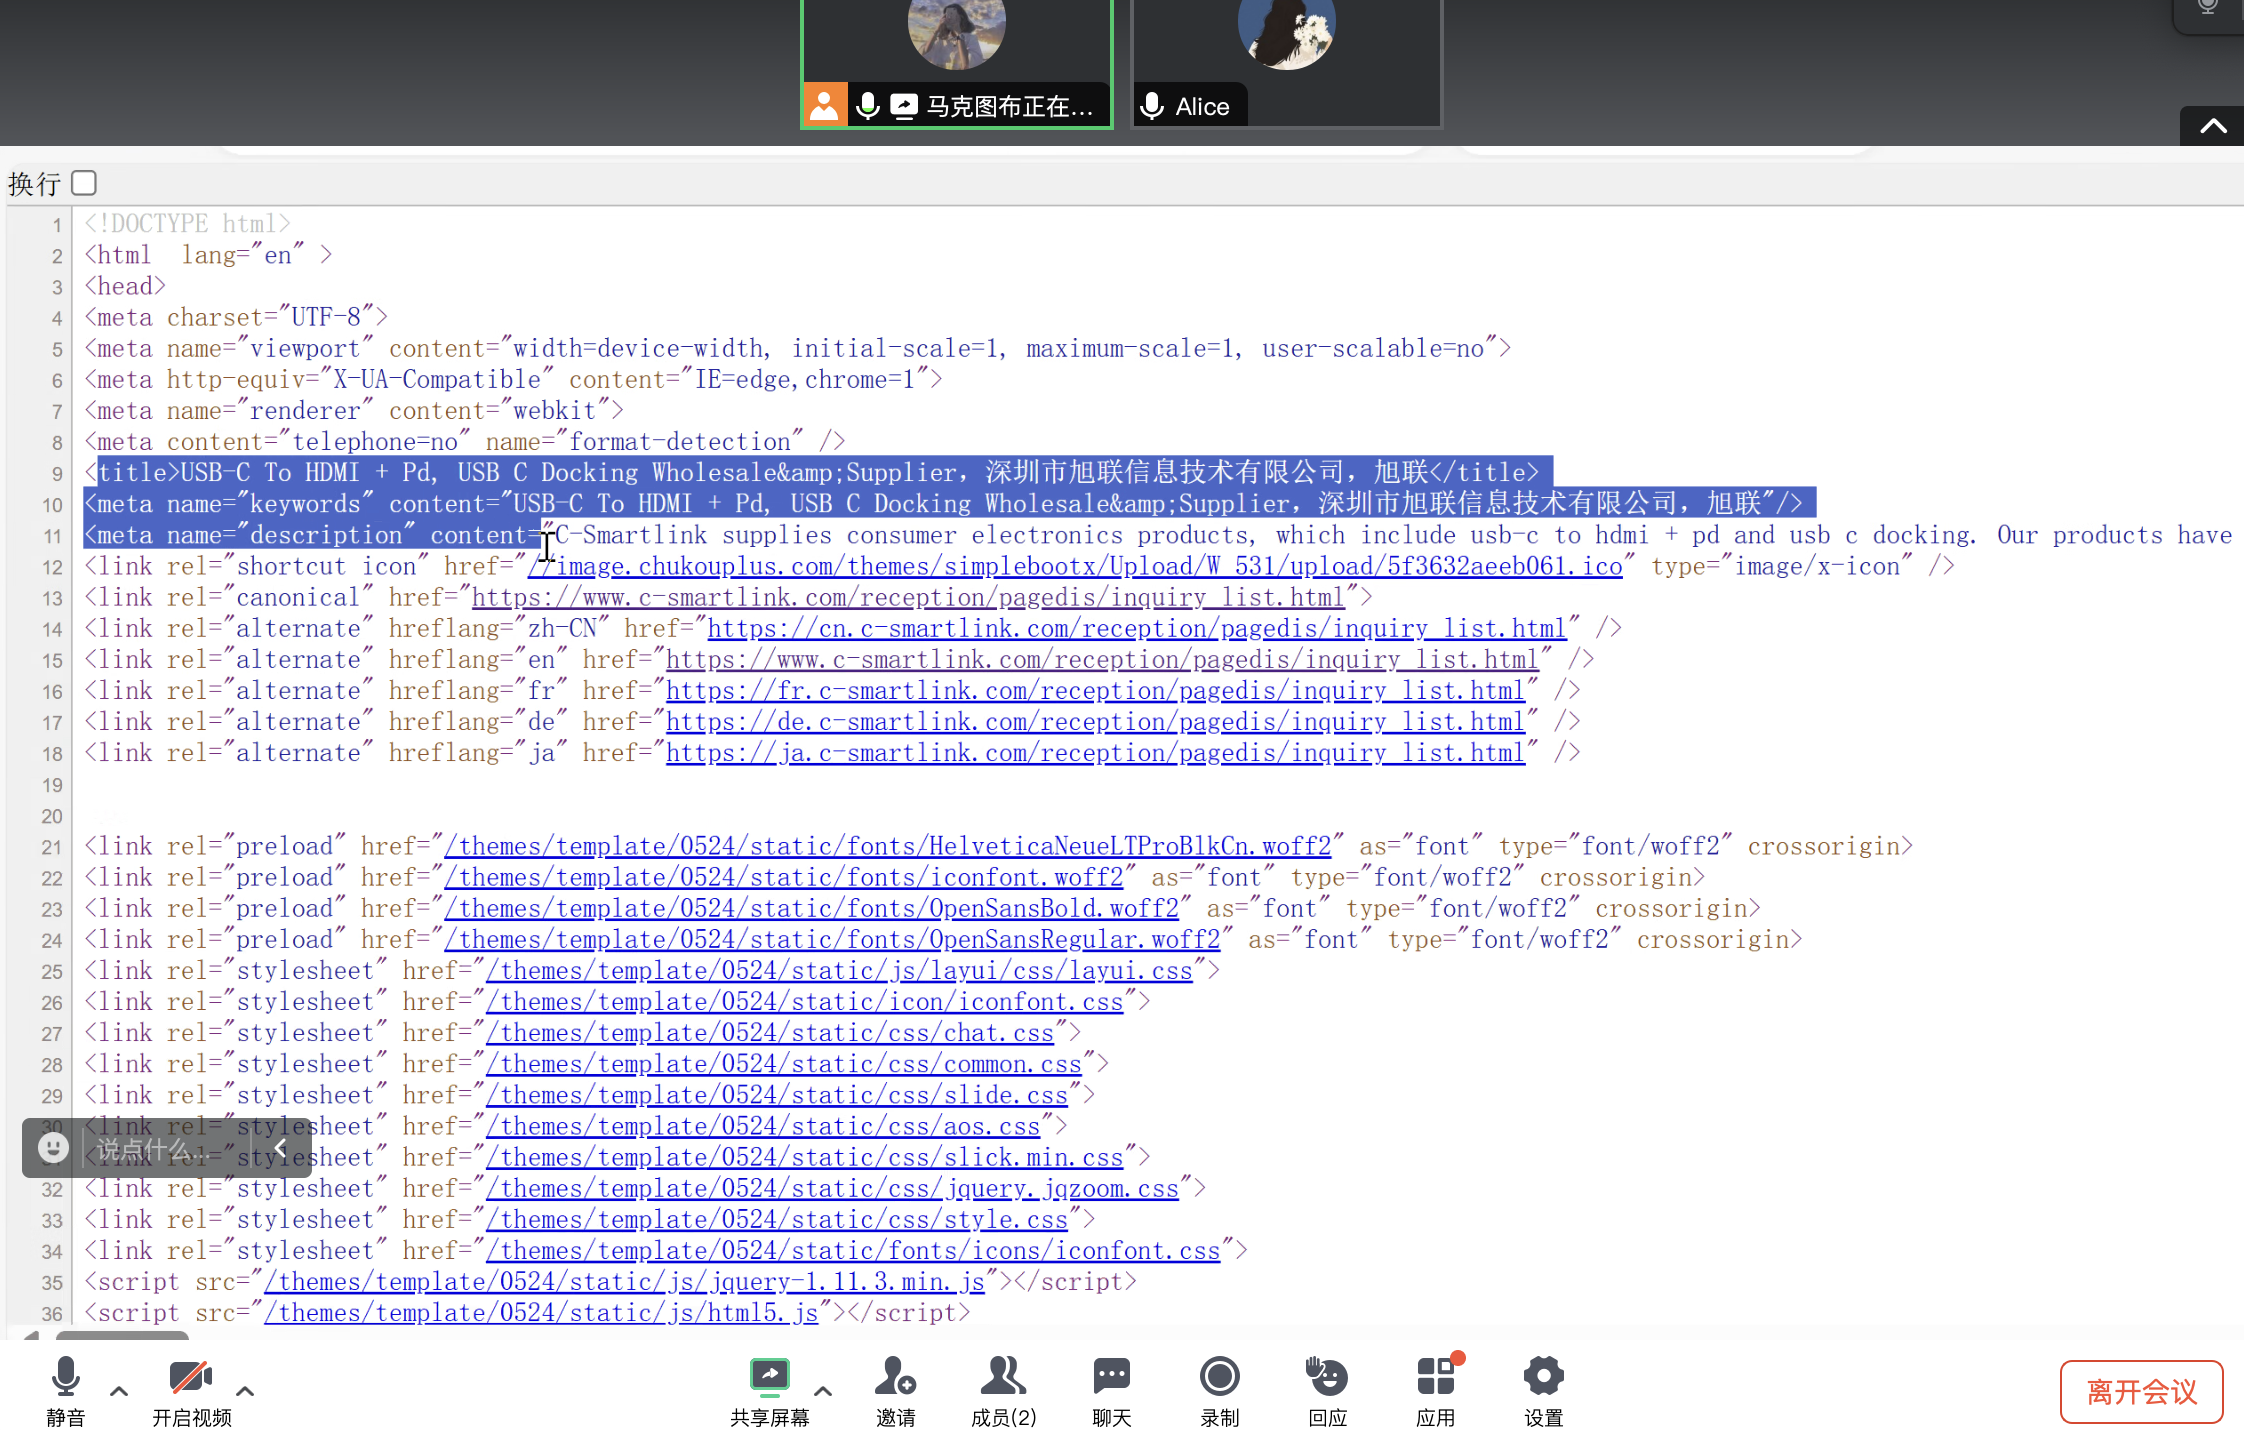 马克图布正在...
Alice
换行
1 <!DOCTYPE html>
2 <html  lang="en" >
3 <head>
4 <meta charset="UTF-8">
5 <meta name="viewport" content="width=device-width, initial-scale=1, maximum-scale=1, user-scalable=no">
6 <meta http-equiv="X-UA-Compatible" content="IE=edge,chrome=1">
7 <meta name="renderer" content="webkit">
8 <meta content="telephone=no" name="format-detection" />
9 <title>USB-C To HDMI + Pd, USB C Docking Wholesale&amp;Supplier, 深圳市旭联信息技术有限公司, 旭联</title>
10 <meta name="keywords" content="USB-C To HDMI + Pd, USB C Docking Wholesale&amp;Supplier, 深圳市旭联信息技术有限公司, 旭联"/>
11 <meta name="description" content="C-Smartlink supplies consumer electronics products, which include usb-c to hdmi + pd and usb c docking. Our products have
12 <link rel="shortcut icon" href="//image.chukouplus.com/themes/simplebootx/Upload/W_531/upload/5f3632aeeb061.ico" type="image/x-icon" />
13 <link rel="canonical" href="https://www.c-smartlink.com/reception/pagedis/inquiry_list.html">
14 <link rel="alternate" hreflang="zh-CN" href="https://cn.c-smartlink.com/reception/pagedis/inquiry_list.html" />
15 <link rel="alternate" hreflang="en" href="https://www.c-smartlink.com/reception/pagedis/inquiry_list.html" />
16 <link rel="alternate" hreflang="fr" href="https://fr.c-smartlink.com/reception/pagedis/inquiry_list.html" />
17 <link rel="alternate" hreflang="de" href="https://de.c-smartlink.com/reception/pagedis/inquiry_list.html" />
18 <link rel="alternate" hreflang="ja" href="https://ja.c-smartlink.com/reception/pagedis/inquiry_list.html" />
19
20
21 <link rel="preload" href="/themes/template/0524/static/fonts/HelveticaNeueLTProBlkCn.woff2" as="font" type="font/woff2" crossorigin>
22 <link rel="preload" href="/themes/template/0524/static/fonts/iconfont.woff2" as="font" type="font/woff2" crossorigin>
23 <link rel="preload" href="/themes/template/0524/static/fonts/OpenSansBold.woff2" as="font" type="font/woff2" crossorigin>
24 <link rel="preload" href="/themes/template/0524/static/fonts/OpenSansRegular.woff2" as="font" type="font/woff2" crossorigin>
25 <link rel="stylesheet" href="/themes/template/0524/static/js/layui/css/layui.css">
26 <link rel="stylesheet" href="/themes/template/0524/static/icon/iconfont.css">
27 <link rel="stylesheet" href="/themes/template/0524/static/css/chat.css">
28 <link rel="stylesheet" href="/themes/template/0524/static/css/common.css">
29 <link rel="stylesheet" href="/themes/template/0524/static/css/slide.css">
30 <link rel="stylesheet" href="/themes/template/0524/static/css/aos.css">
说点什么...
<link rel="stylesheet" href="/themes/template/0524/static/css/slick.min.css">
32 <link rel="stylesheet" href="/themes/template/0524/static/css/jquery.jqzoom.css">
33 <link rel="stylesheet" href="/themes/template/0524/static/css/style.css">
34 <link rel="stylesheet" href="/themes/template/0524/static/fonts/icons/iconfont.css">
35 <script src="/themes/template/0524/static/js/jquery-1.11.3.min.js"></script>
36 <script src="/themes/template/0524/static/js/html5.js"></script>
静音
开启视频
共享屏幕
邀请
成员(2)
聊天
录制
回应
应用
设置
离开会议